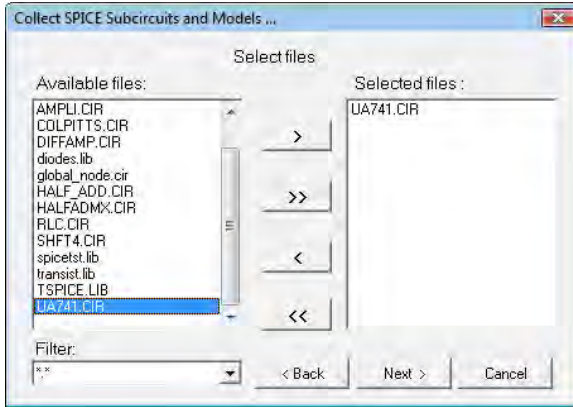 Collect SPICE Subcircuits and Models ...
Select files
Available files:
Selected files :
AMPLI.CIR
COLPITTS.CIR
DIFFAMP.CIR
diodes.lib
global_node.cir
HALF_ADD.CIR
HALFADMX.CIR
RLC.CIR
SHFT4.CIR
spicetst.lib
transist.lib
TSPICE.LIB
UA741.CIR
>
>>
<
<<
UA741.CIR
Filter:
*.*
< Back
Next >
Cancel